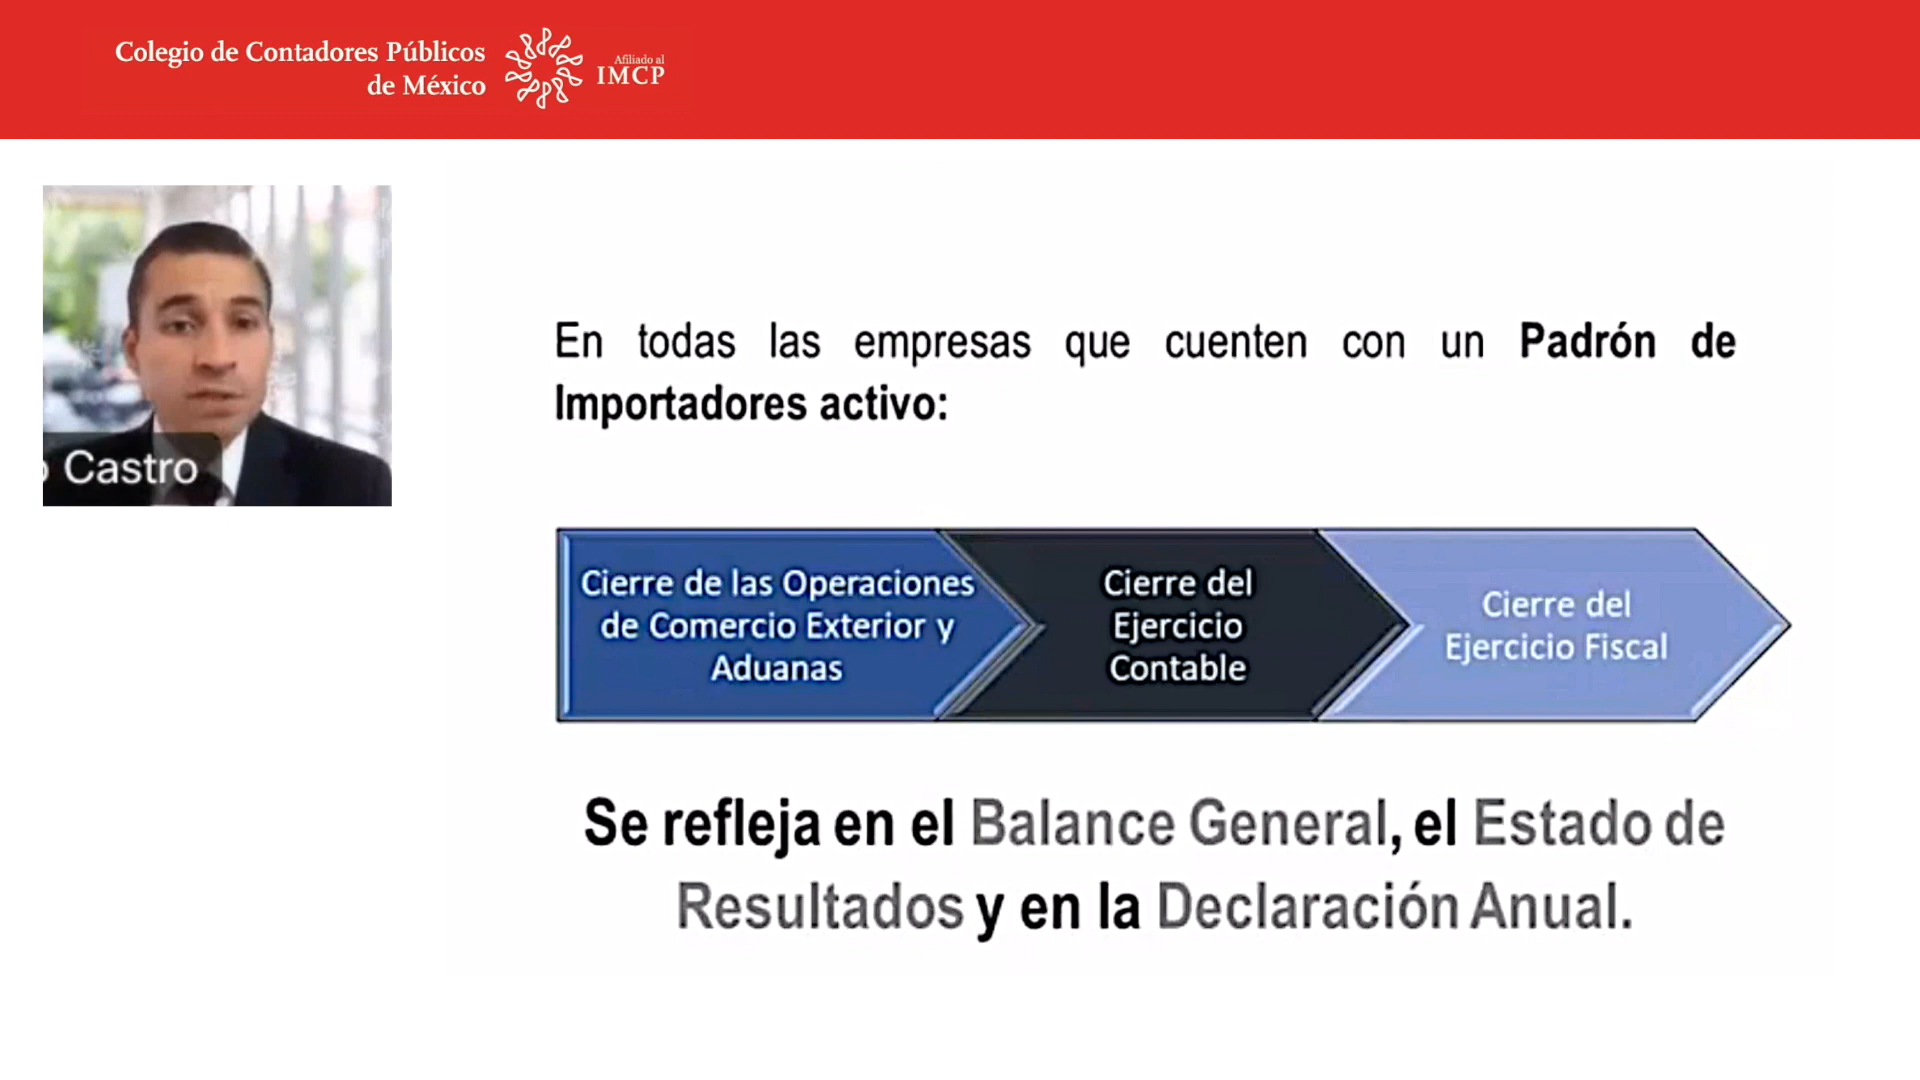 Colegio de Contadores Públicos
de México
Afiliado al
IMCP
Castro
En todas las empresas que cuenten con un Padrón de
Importadores activo:
Cierre de las Operaciones
de Comercio Exterior y
Aduanas
Cierre del
Ejercicio
Contable
Cierre del
Ejercicio Fiscal
Se refleja en el Balance General, el Estado de
Resultados y en la Declaración Anual.